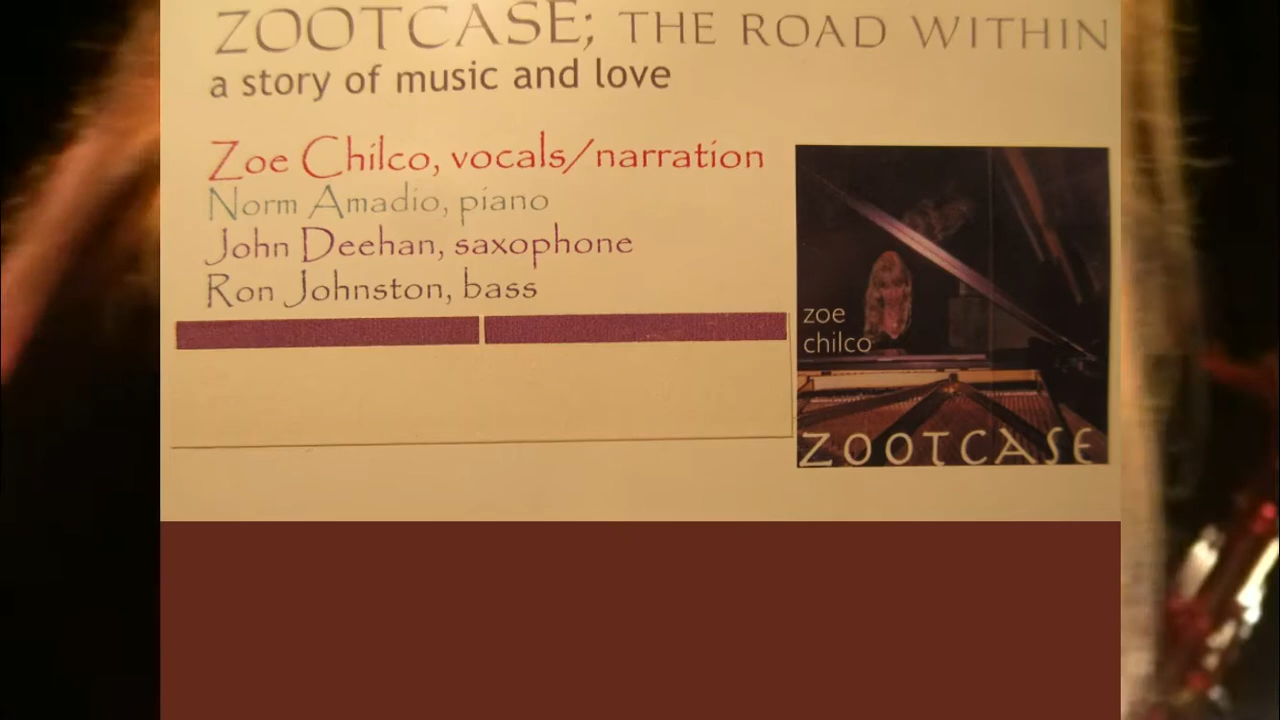 ZOOTCASE; THE ROAD WITHIN
a story of music and love
Zoe Chilco, vocals/narration
Norm Amadio, piano
John Deehan, saxophone
Ron Johnston, bass
zoe
chilco
ZOOTCASE